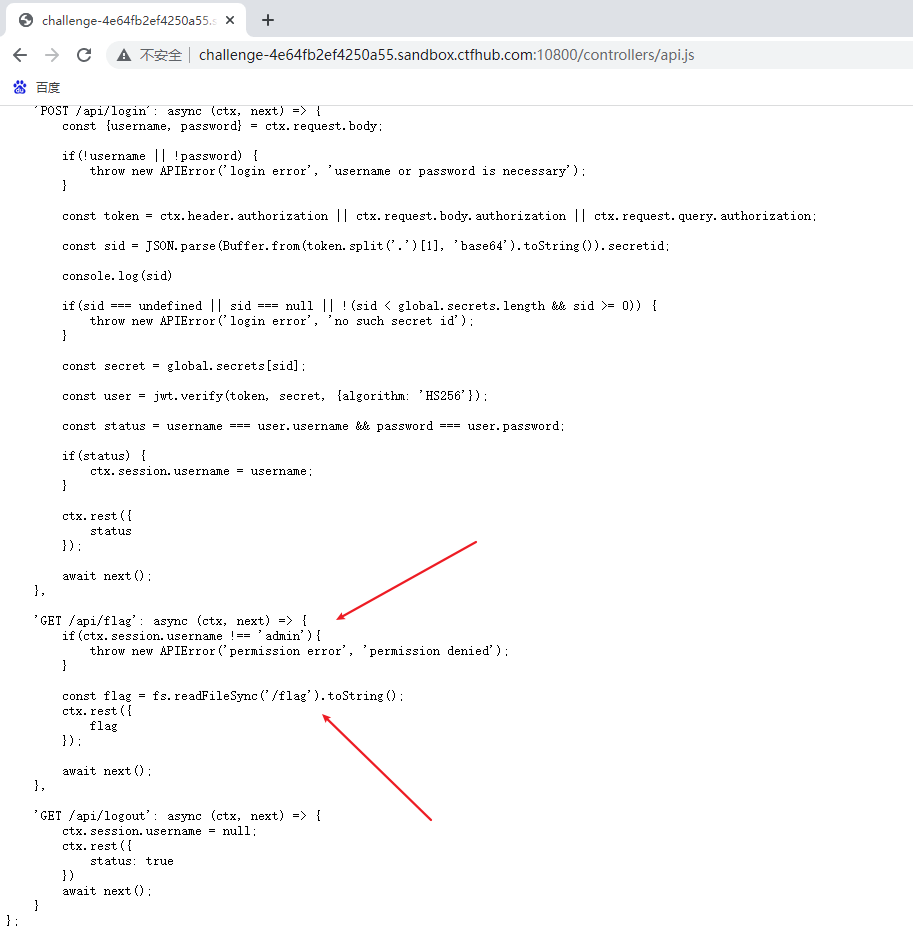 challenge-4e64fb2ef4250a55.s
不安全 challenge-4e64fb2ef4250a55.sandbox.ctfhub.com:10800/controllers/api.js
百度
'POST /api/login': async (ctx, next) => {
const {username, password} = ctx.request.body;
if(!username || !password) {
throw new APIError('login error', 'username or password is necessary');
}
const token = ctx.header.authorization || ctx.request.body.authorization || ctx.request.query.authorization;
const sid = JSON.parse(Buffer.from(token.split('.')[1], 'base64').toString()).secretid;
console.log(sid)
if(sid === undefined || sid === null || !(sid < global.secrets.length && sid >= 0)) {
throw new APIError('login error', 'no such secret id');
}
const secret = global.secrets[sid];
const user = jwt.verify(token, secret, {algorithm: 'HS256'});
const status = username === user.username && password === user.password;
if(status) {
ctx.session.username = username;
}
ctx.rest({
status
});
await next();
},
'GET /api/flag': async (ctx, next) => {
if(ctx.session.username !== 'admin'){
throw new APIError('permission error', 'permission denied');
}
const flag = fs.readFileSync('/flag').toString();
ctx.rest({
flag
});
await next();
},
'GET /api/logout': async (ctx, next) => {
ctx.session.username = null;
ctx.rest({
status: true
})
await next();
}
};